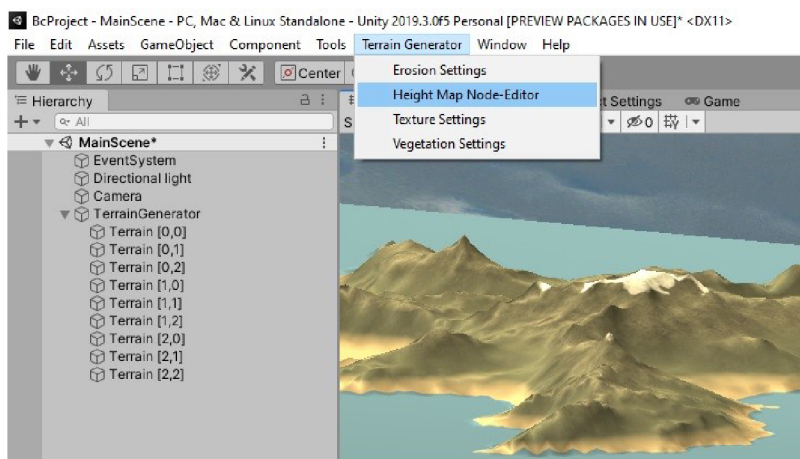 BcProject - MainScene - PC, Mac & Linux Standalone - Unity 2019.3.0f5 Personal [PREVIEW PACKAGES IN USE]* <DX11>
File Edit Assets GameObject Component Tools Terrain Generator Window Help
Center
Erosion Settings
Height Map Node-Editor
Texture Settings
Vegetation Settings
Hierarchy
t Settings Game
All
S
0
MainScene*
EventSystem
Directional light
Camera
TerrainGenerator
Terrain [0,0]
Terrain [0,1]
Terrain [0,2]
Terrain [1,0]
Terrain [1,1]
Terrain [1,2]
Terrain [2,0]
Terrain [2,1]
Terrain [2,2]